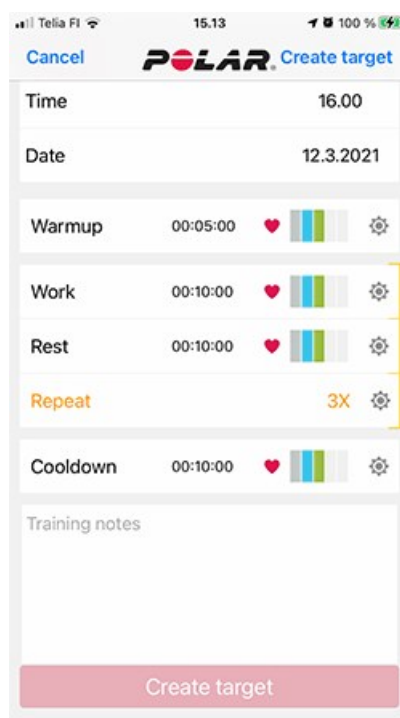 Telia FI 15.13 100 %
Cancel POLAR. Create target
Time 16.00
Date 12.3.2021
Warmup 00:05:00
Work 00:10:00
Rest 00:10:00
Repeat 3X
Cooldown 00:10:00
Training notes
Create target